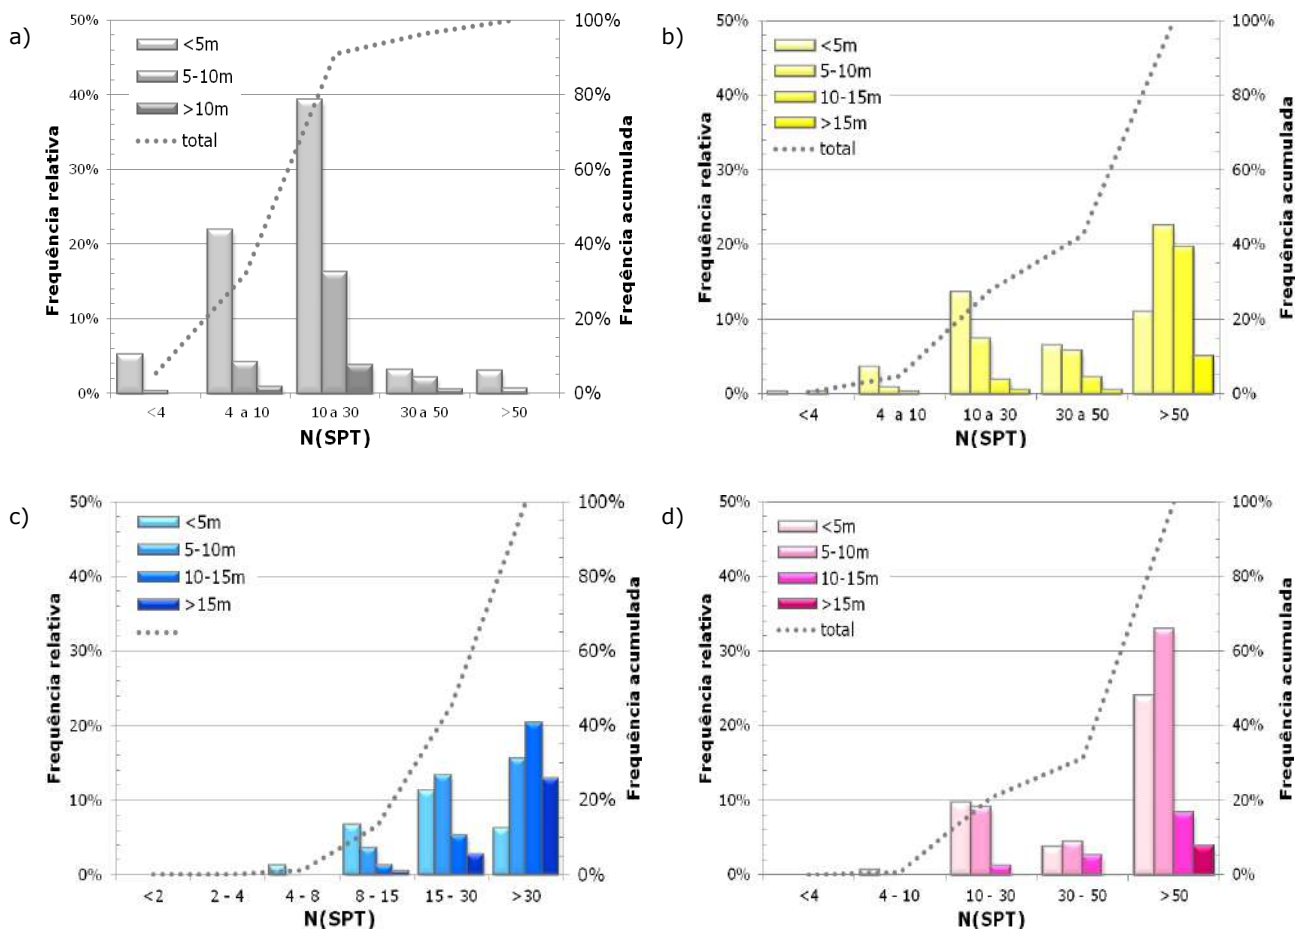 a)
50%
40%
30%
20%
10%
0%
Frequência relativa
<5m
5-10m
>10m
total
100%
80%
60%
40%
20%
0%
Freqência acumulada
<4
4 a 10
10 a 30
30 a 50
>50
N(SPT)
b)
50%
40%
30%
20%
10%
0%
Frequência relativa
<5m
5-10m
10-15m
>15m
total
100%
80%
60%
40%
20%
0%
Frequência acumulada
<4
4 a 10
10 a 30
30 a 50
>50
N(SPT)
c)
50%
40%
30%
20%
10%
0%
Frequência relativa
<5m
5-10m
10-15m
>15m
100%
80%
60%
40%
20%
0%
Frequência acumulada
<2
2 - 4
4 - 8
8 - 15
15 - 30
>30
N(SPT)
d)
50%
40%
30%
20%
10%
0%
Frequência relativa
<5m
5-10m
10-15m
>15m
total
100%
80%
60%
40%
20%
0%
Frequência acumulada
<4
4 - 10
10 - 30
30 - 50
>50
N(SPT)